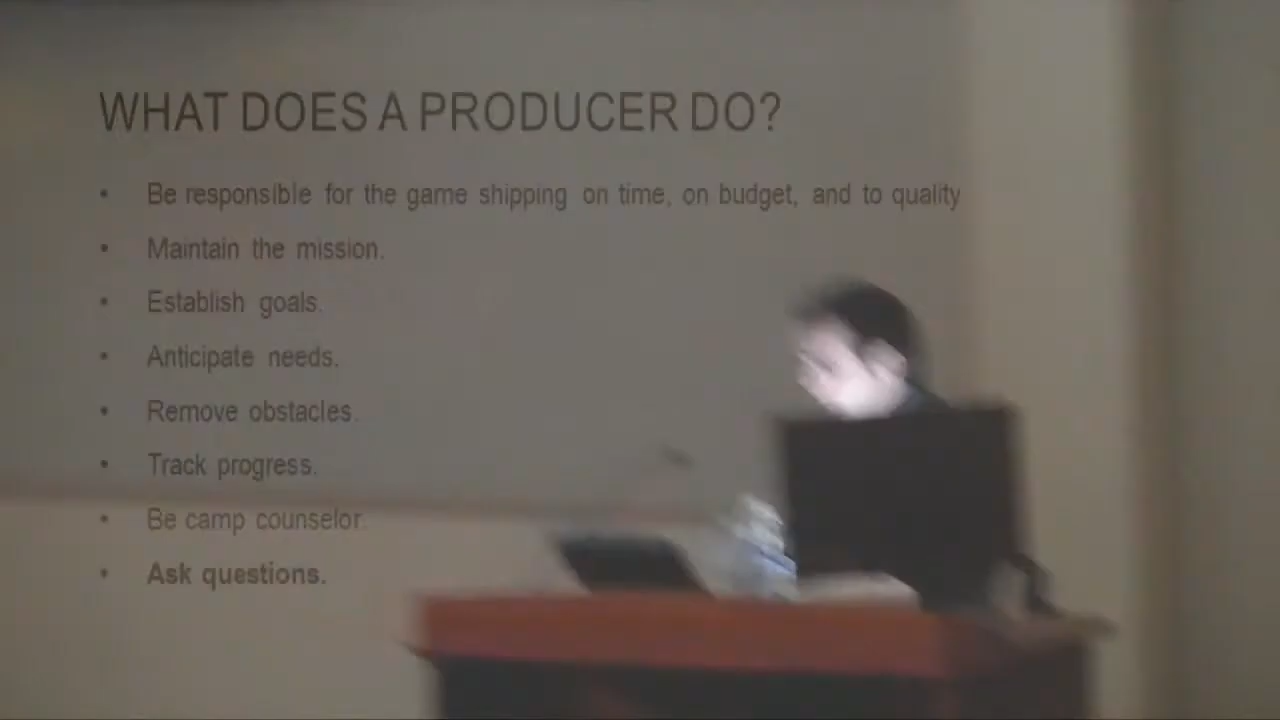 WHAT DOES A PRODUCER DO?
• Be responsible for the game shipping on time, on budget, and to quality
• Maintain the mission.
• Establish goals.
• Anticipate needs.
• Remove obstacles.
• Track progress.
• Be camp counselor.
• Ask questions.